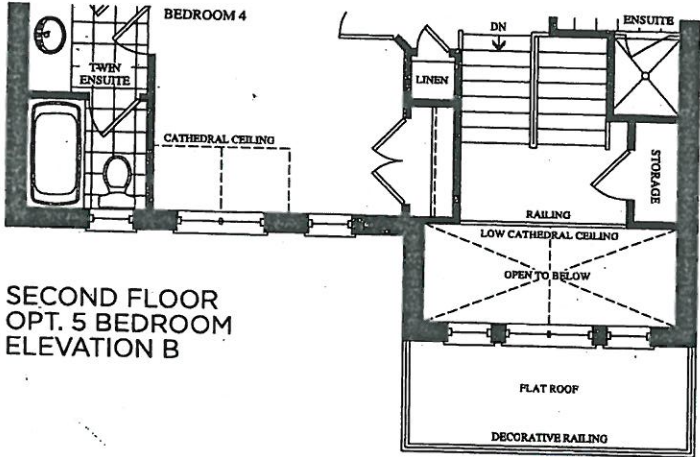 BEDROOM 4
DN
ENSUITE
TWIN
ENSUITE
LINEN
CATHEDRAL CEILING
STORAGE
RAILING
LOW CATHEDRAL CEILING
OPEN TO BELOW
SECOND FLOOR
OPT. 5 BEDROOM
ELEVATION B
FLAT ROOF
DECORATIVE RAILING